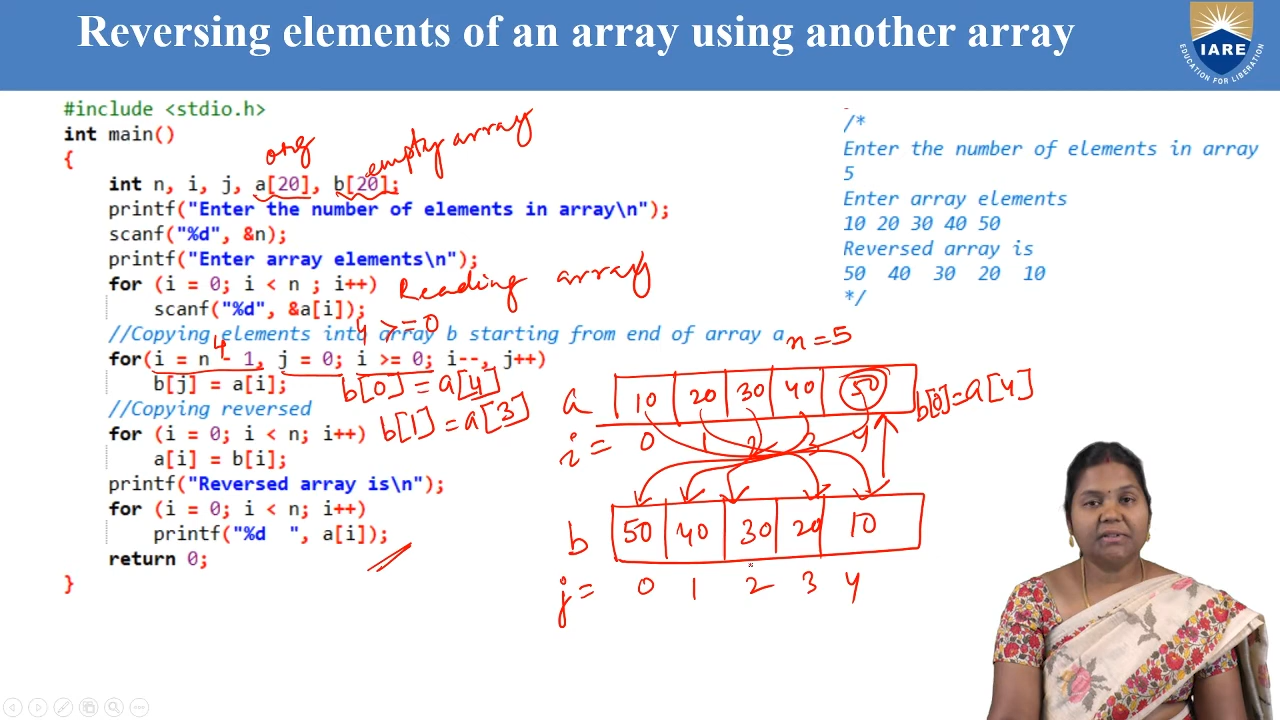 Reversing elements of an array using another array
IARE
EDUCATION FOR LIBERATION
#include <stdio.h>
int main()
{
orig
empty array
int n, i, j, a[20], b[20];
printf("Enter the number of elements in array\n");
scanf("%d", &n);
printf("Enter array elements\n");
for (i = 0; i < n ; i++)
Reading array
scanf("%d", &a[i]);
4 >= 0
//Copying elements into array b starting from end of array a
4
for(i = n - 1, j = 0; i >= 0; i--, j++)
b[j] = a[i];
b[0] = a[4]
//Copying reversed
b[1] = a[3]
for (i = 0; i < n; i++)
a[i] = b[i];
printf("Reversed array is\n");
for (i = 0; i < n; i++)
printf("%d  ", a[i]);
return 0;
}
/*
Enter the number of elements in array
5
Enter array elements
10 20 30 40 50
Reversed array is
50  40  30  20  10
*/
n = 5
a 10 20 30 40 50
b[0]=a[4]
i = 0 1 2 3 4
b 50 40 30 20 10
j = 0 1 2 3 4